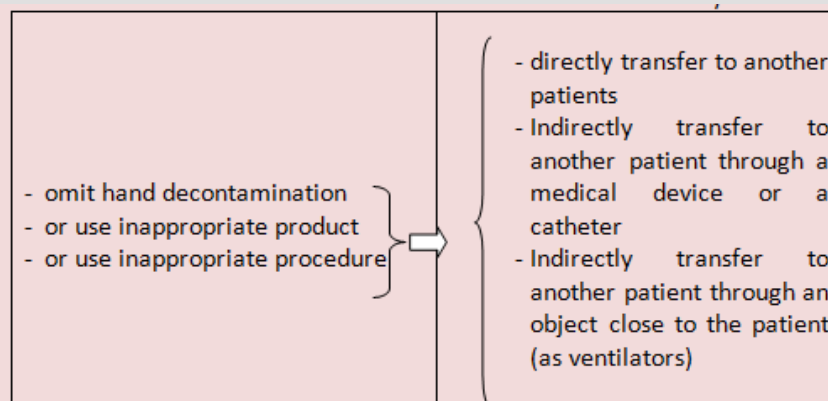 - omit hand decontamination
- or use inappropriate product
- or use inappropriate procedure
- directly transfer to another
patients
- Indirectly transfer to
another patient through a
medical device or a
catheter
- Indirectly transfer to
another patient through an
object close to the patient
(as ventilators)